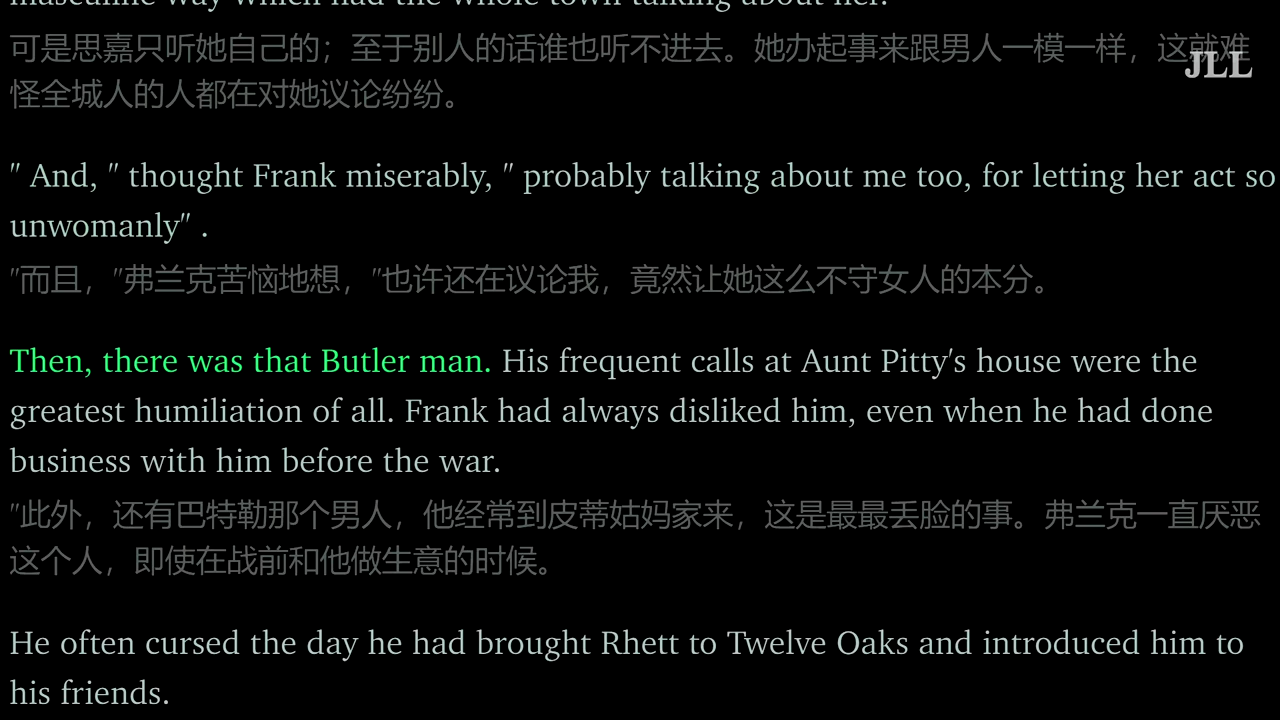 masculine way which had the whole town talking about her.
可是思嘉只听她自己的；至于别人的话谁也听不进去。她办起事来跟男人一模一样，这就难
JLL
怪全城人的人都在对她议论纷纷。
" And, " thought Frank miserably, " probably talking about me too, for letting her act so
unwomanly" .
"而且，"弗兰克苦恼地想，"也许还在议论我，竟然让她这么不守女人的本分。
Then, there was that Butler man. His frequent calls at Aunt Pitty's house were the
greatest humiliation of all. Frank had always disliked him, even when he had done
business with him before the war.
"此外，还有巴特勒那个男人，他经常到皮蒂姑妈家来，这是最最丢脸的事。弗兰克一直厌恶
这个人，即使在战前和他做生意的时候。
He often cursed the day he had brought Rhett to Twelve Oaks and introduced him to
his friends.